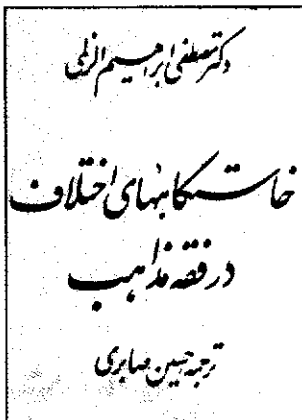 دکتر مصطفی ابراهیم الزلمی
خاستگاههای اختلاف
در فقه مذاهب
ترجمه حسین صابری